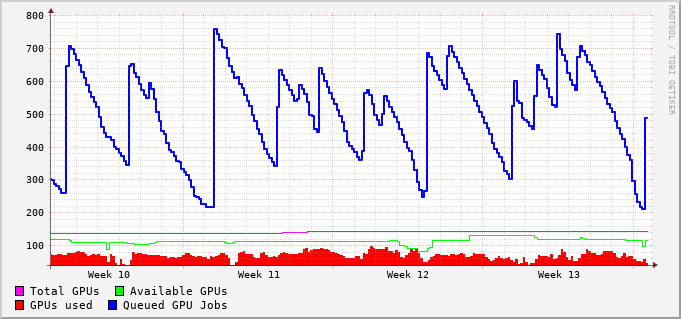 800
700
600
500
400
300
200
100
Week 10 Week 11 Week 12 Week 13
Total GPUs Available GPUs
GPUs used Queued GPU Jobs
RRDTOOL / TOBI OETIKER